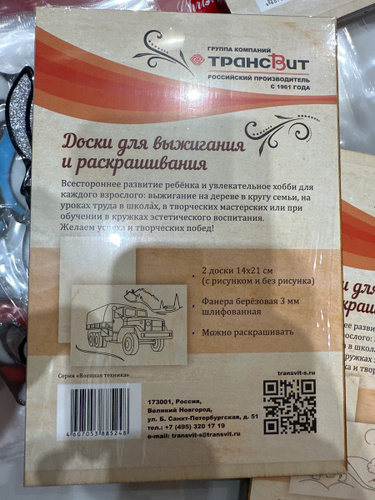 ГРУППА КОМПАНИЙ
ТРАНСВИТ
РОССИЙСКИЙ ПРОИЗВОДИТЕЛЬ
С 1961 ГОДА
Доски для выжигания
и раскрашивания
Всестороннее развитие ребёнка и увлекательное хобби для
каждого взрослого: выжигание на дереве в кругу семьи, на
уроках труда в школах, в творческих мастерских или при
обучении в кружках эстетического воспитания.
Желаем успеха и творческих побед!
• 2 доски 14х21 см
(с рисунком и без рисунка)
• Фанера берёзовая 3 мм
шлифованная
• Можно раскрашивать
Серия «Военная техника»
transvit-s.ru
173001, Россия,
Великий Новгород,
ул. Б. Санкт-Петербургская, д. 51
тел.: +7 (495) 320 17 19
e-mail: transvit-s@transvit.ru
4607053685248
Доски для
раскраши